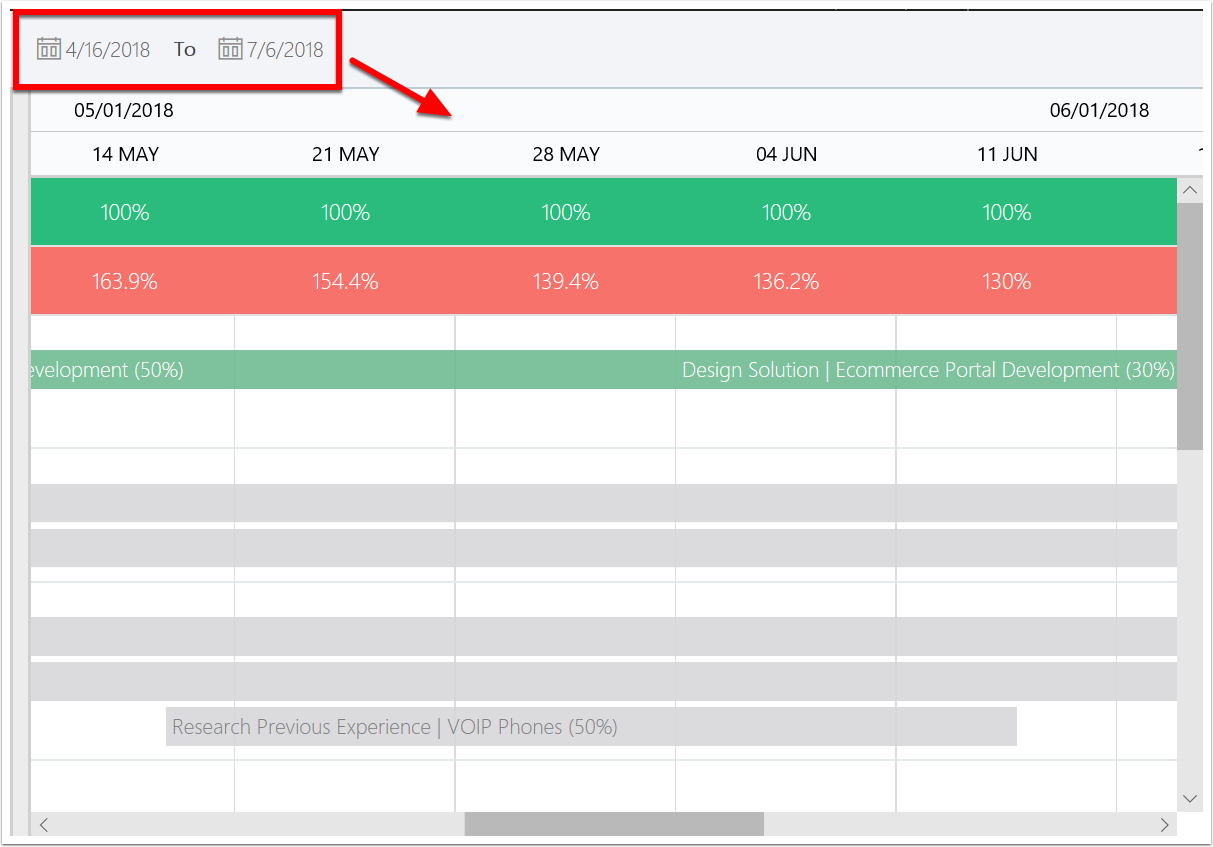 4/16/2018 To 7/6/2018
05/01/2018 06/01/2018
14 MAY 21 MAY 28 MAY 04 JUN 11 JUN
100% 100% 100% 100% 100%
163.9% 154.4% 139.4% 136.2% 130%
evelopment (50%) Design Solution | Ecommerce Portal Development (30%)
Research Previous Experience | VOIP Phones (50%)